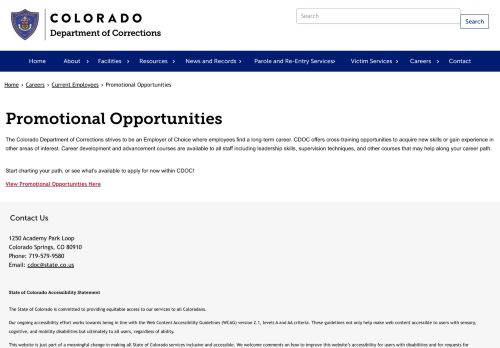 COLORADO
Department of Corrections
Search
Search
Home
About
Facilities
Resources
News and Records
Parole and Re-Entry Services
Victim Services
Careers
Contact
Home › Careers › Current Employees › Promotional Opportunities
Promotional Opportunities
The Colorado Department of Corrections strives to be an Employer of Choice where employees find a long-term career. CDOC offers cross-training opportunities to acquire new skills or gain experience in
other areas of interest. Career development and advancement courses are available to all staff including leadership skills, supervision techniques, and other courses that may help along your career path.
Start charting your path, or see what's available to apply for now within CDOC!
View Promotional Opportunities Here
Contact Us
1250 Academy Park Loop
Colorado Springs, CO 80910
Phone: 719-579-9580
Email: cdoc@state.co.us
State of Colorado Accessibility Statement
The State of Colorado is committed to providing equitable access to our services to all Coloradans.
Our ongoing accessibility effort works towards being in line with the Web Content Accessibility Guidelines (WCAG) version 2.1, levels A and AA criteria. These guidelines not only help make web content accessible to users with sensory,
cognitive, and mobility disabilities but ultimately to all users, regardless of ability.
This website is just part of a meaningful change in making all State of Colorado services inclusive and accessible. We welcome comments on how to improve this website's accessibility for users with disabilities and for requests for